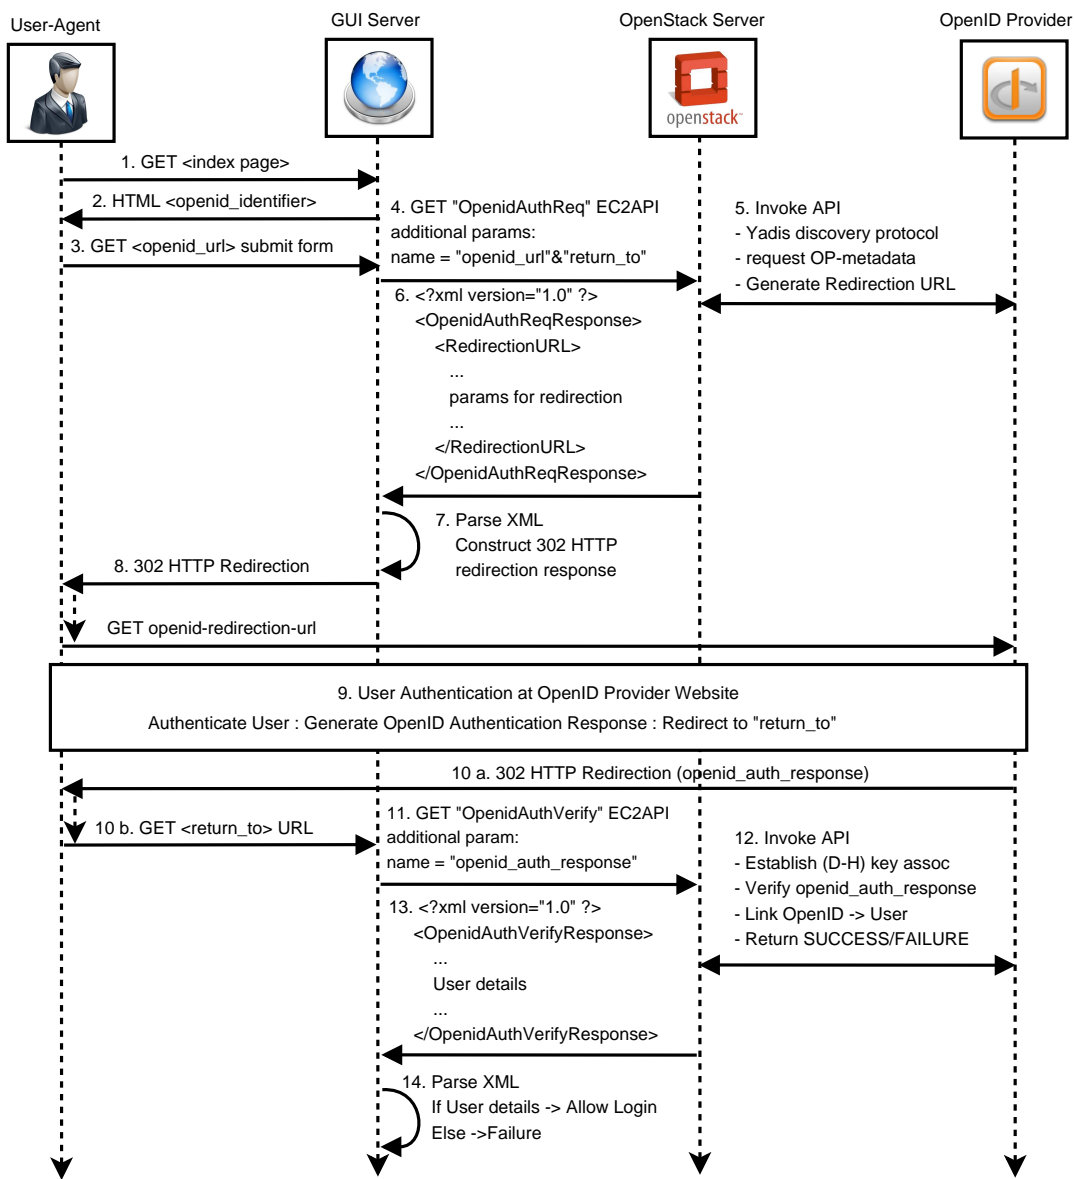 User-Agent
GUI Server
OpenStack Server
OpenID Provider
openstack™
1. GET <index page>
2. HTML <openid_identifier>
3. GET <openid_url> submit form
4. GET "OpenidAuthReq" EC2API
additional params:
name = "openid_url"&"return_to"
5. Invoke API
- Yadis discovery protocol
- request OP-metadata
- Generate Redirection URL
6. <?xml version="1.0" ?>
<OpenidAuthReqResponse>
<RedirectionURL>
...
params for redirection
...
</RedirectionURL>
</OpenidAuthReqResponse>
7. Parse XML
Construct 302 HTTP
redirection response
8. 302 HTTP Redirection
GET openid-redirection-url
9. User Authentication at OpenID Provider Website
Authenticate User : Generate OpenID Authentication Response : Redirect to "return_to"
10 a. 302 HTTP Redirection (openid_auth_response)
10 b. GET <return_to> URL
11. GET "OpenidAuthVerify" EC2API
additional param:
name = "openid_auth_response"
12. Invoke API
- Establish (D-H) key assoc
- Verify openid_auth_response
- Link OpenID -> User
- Return SUCCESS/FAILURE
13. <?xml version="1.0" ?>
<OpenidAuthVerifyResponse>
...
User details
...
</OpenidAuthVerifyResponse>
14. Parse XML
If User details -> Allow Login
Else ->Failure